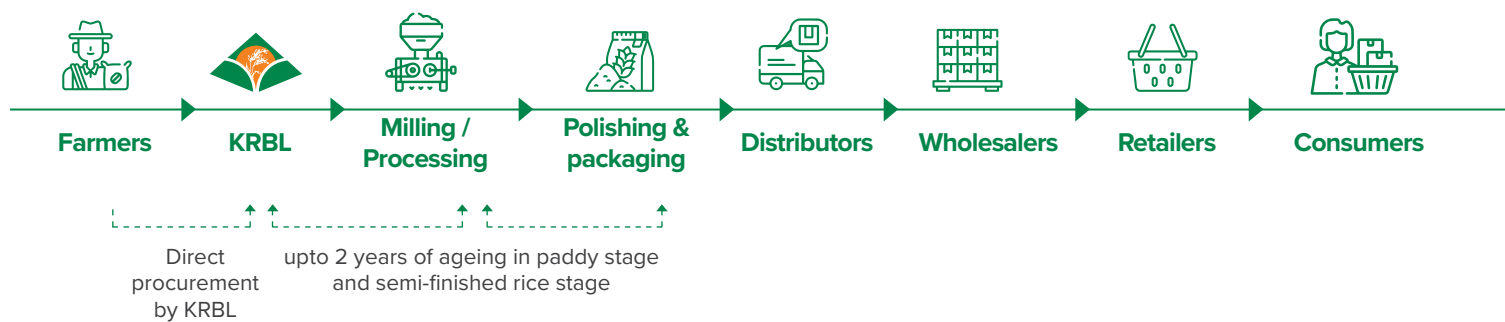 Farmers
KRBL
Milling /
Processing
Polishing &
packaging
Distributors
Wholesalers
Retailers
Consumers
Direct
procurement
by KRBL
upto 2 years of ageing in paddy stage
and semi-finished rice stage